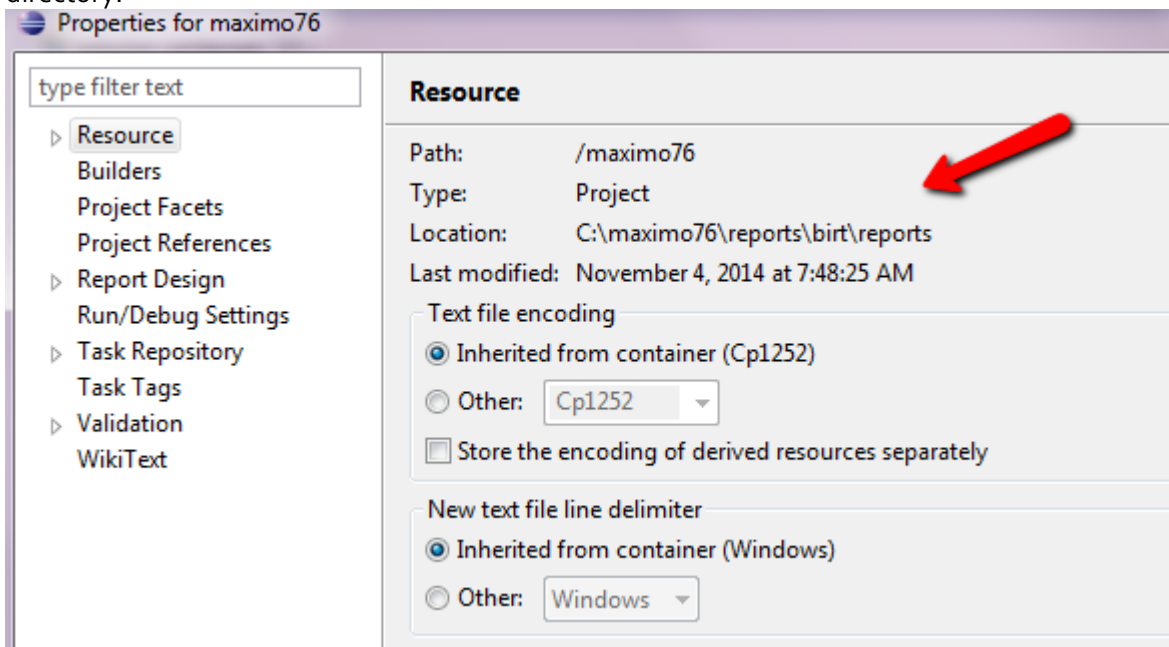 directory.
Properties for maximo76
type filter text
Resource
Builders
Project Facets
Project References
Report Design
Run/Debug Settings
Task Repository
Task Tags
Validation
WikiText
Resource
Path: /maximo76
Type: Project
Location: C:\maximo76\reports\birt\reports
Last modified: November 4, 2014 at 7:48:25 AM
Text file encoding
Inherited from container (Cp1252)
Other: Cp1252
Store the encoding of derived resources separately
New text file line delimiter
Inherited from container (Windows)
Other: Windows